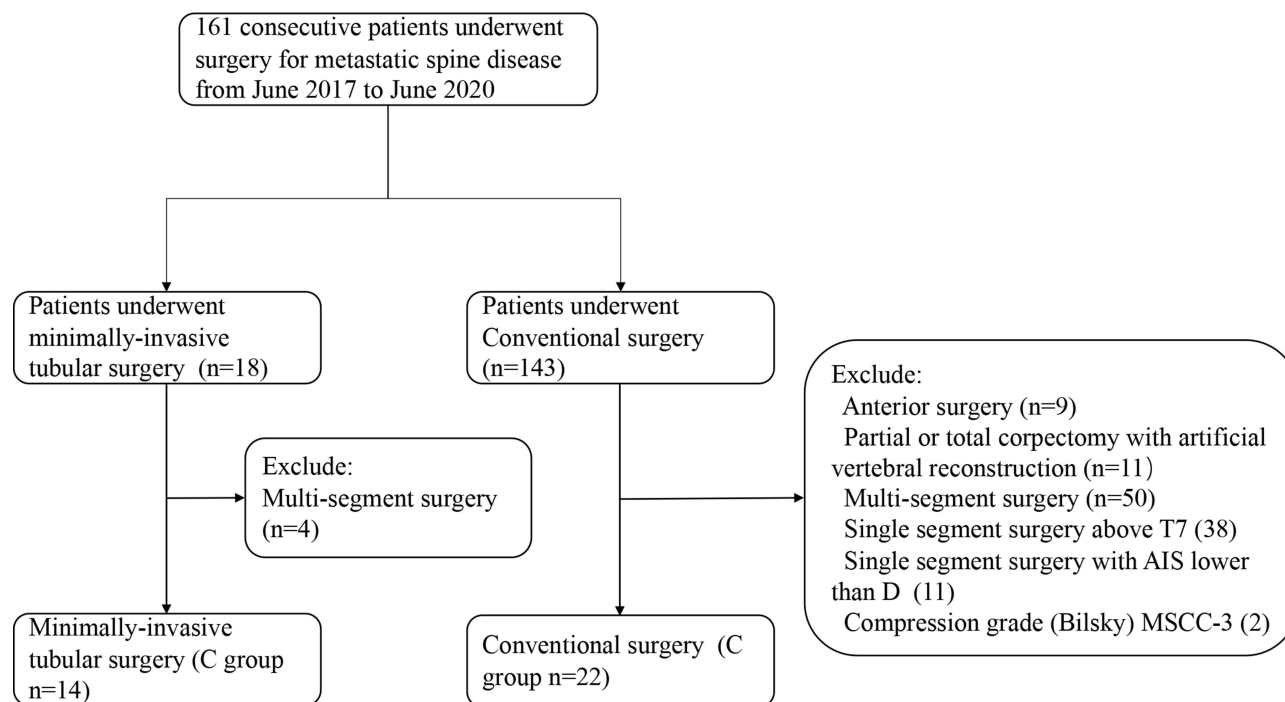 161 consecutive patients underwent
surgery for metastatic spine disease
from June 2017 to June 2020
Patients underwent
minimally-invasive
tubular surgery (n=18)
Patients underwent
Conventional surgery
(n=143)
Exclude:
Multi-segment surgery
(n=4)
Exclude:
Anterior surgery (n=9)
Partial or total corpectomy with artificial
vertebral reconstruction (n=11)
Multi-segment surgery (n=50)
Single segment surgery above T7 (38)
Single segment surgery with AIS lower
than D (11)
Compression grade (Bilsky) MSCC-3 (2)
Minimally-invasive
tubular surgery (C group
n=14)
Conventional surgery (C
group n=22)